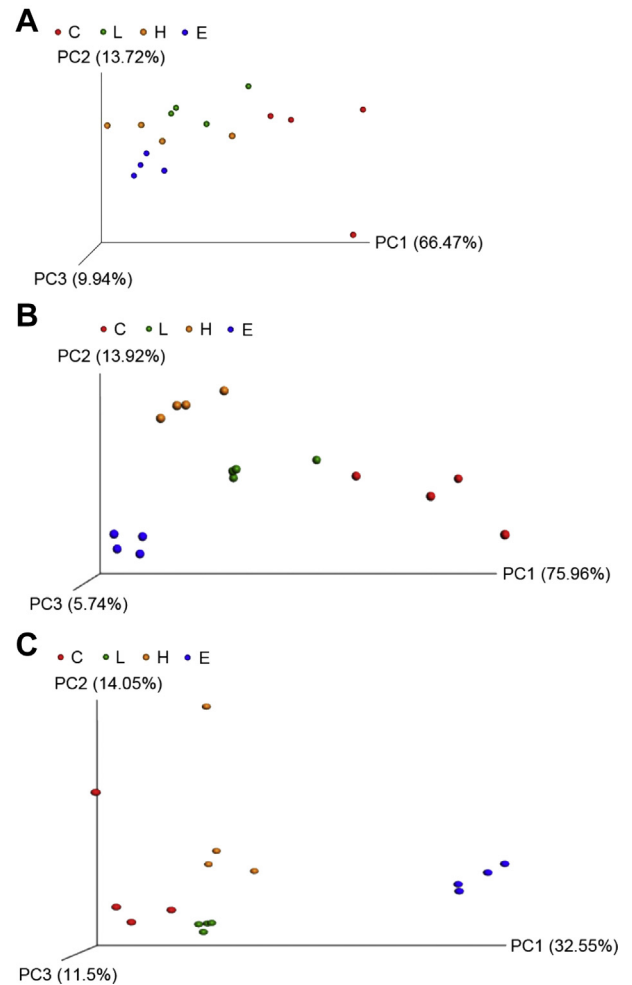 A
C L H E
PC2 (13.72%)
PC1 (66.47%)
PC3 (9.94%)
B
C L H E
PC2 (13.92%)
PC1 (75.96%)
PC3 (5.74%)
C
C L H E
PC2 (14.05%)
PC1 (32.55%)
PC3 (11.5%)